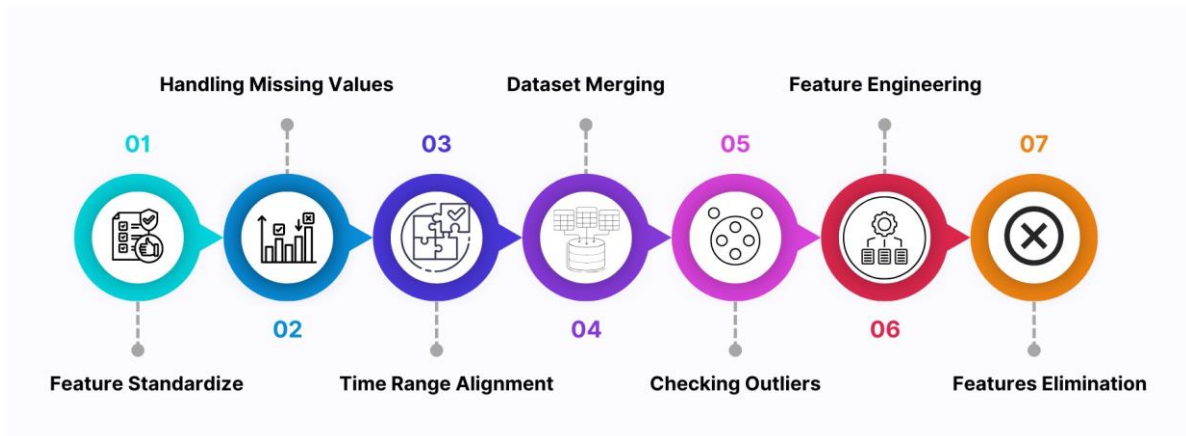 Handling Missing Values
Dataset Merging
Feature Engineering
01
03
05
07
02
04
06
Feature Standardize
Time Range Alignment
Checking Outliers
Features Elimination